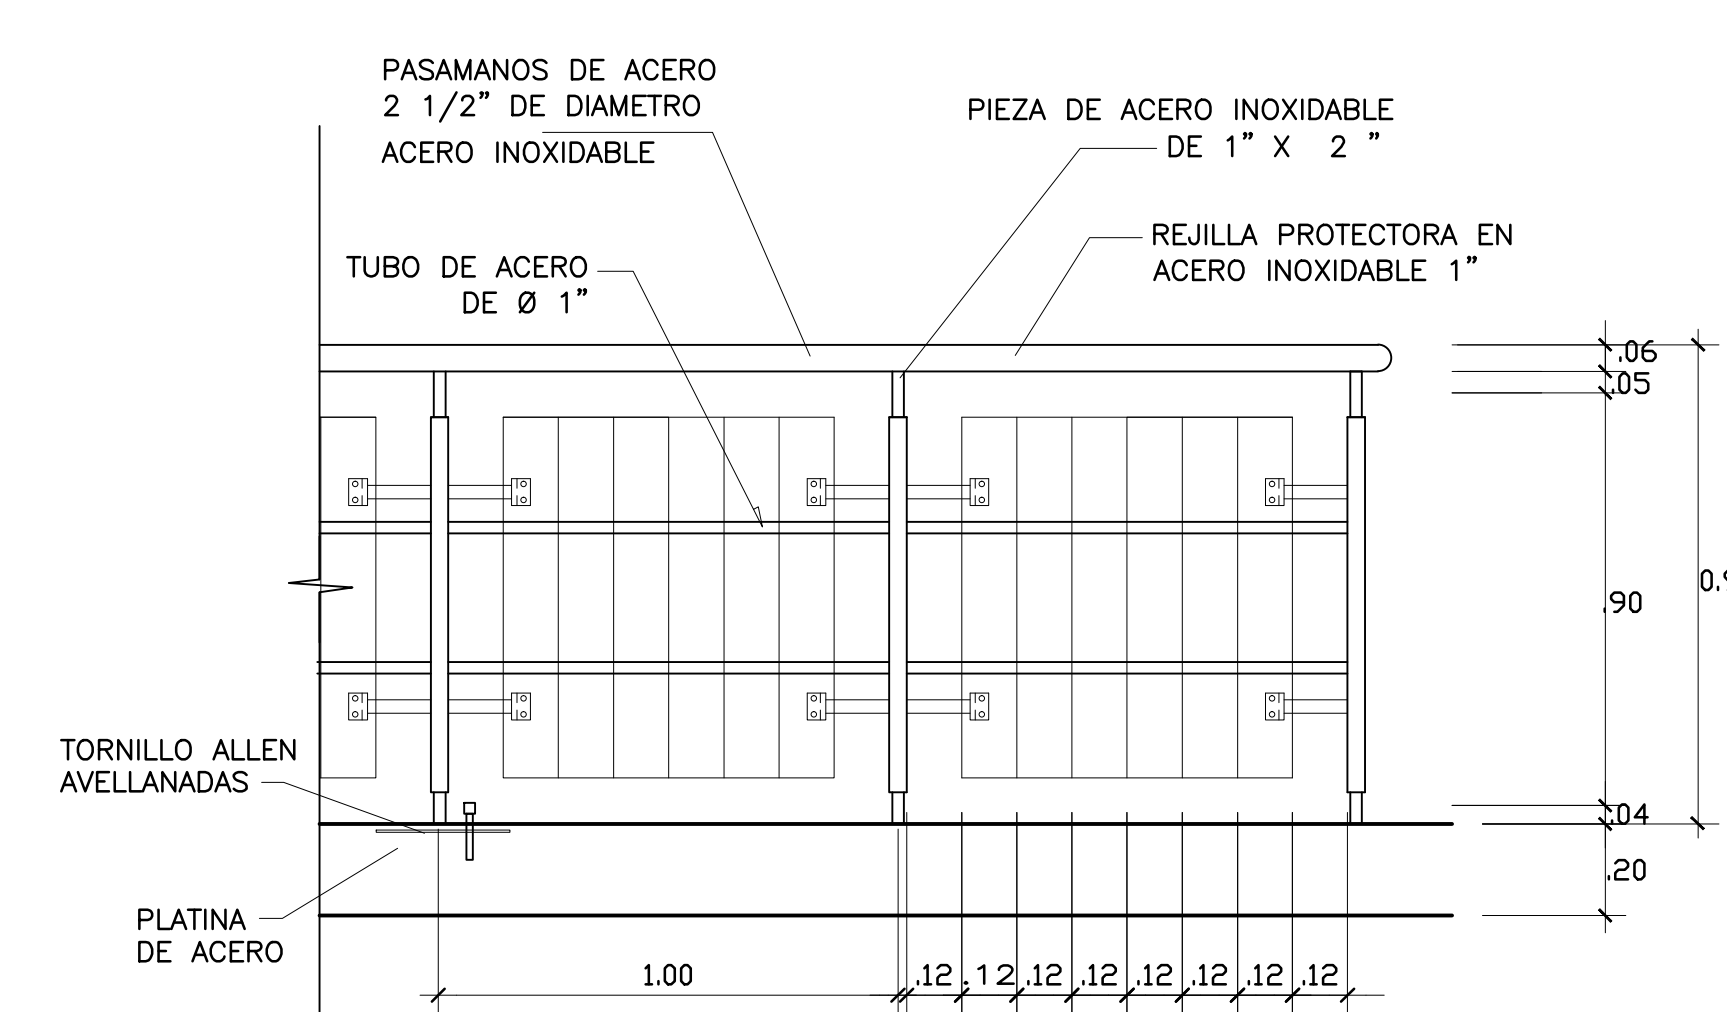 PASAMANOS DE ACERO
2 1/2" DE DIAMETRO
ACERO INOXIDABLE
PIEZA DE ACERO INOXIDABLE
DE 1" X 2 "
REJILLA PROTECTORA EN
ACERO INOXIDABLE 1"
TUBO DE ACERO
DE Ø 1"
.06
.05
0.9
.90
TORNILLO ALLEN
AVELLANADAS
.04
.20
PLATINA
DE ACERO
1.00 .12 .12 .12 .12 .12 .12 .12 .12